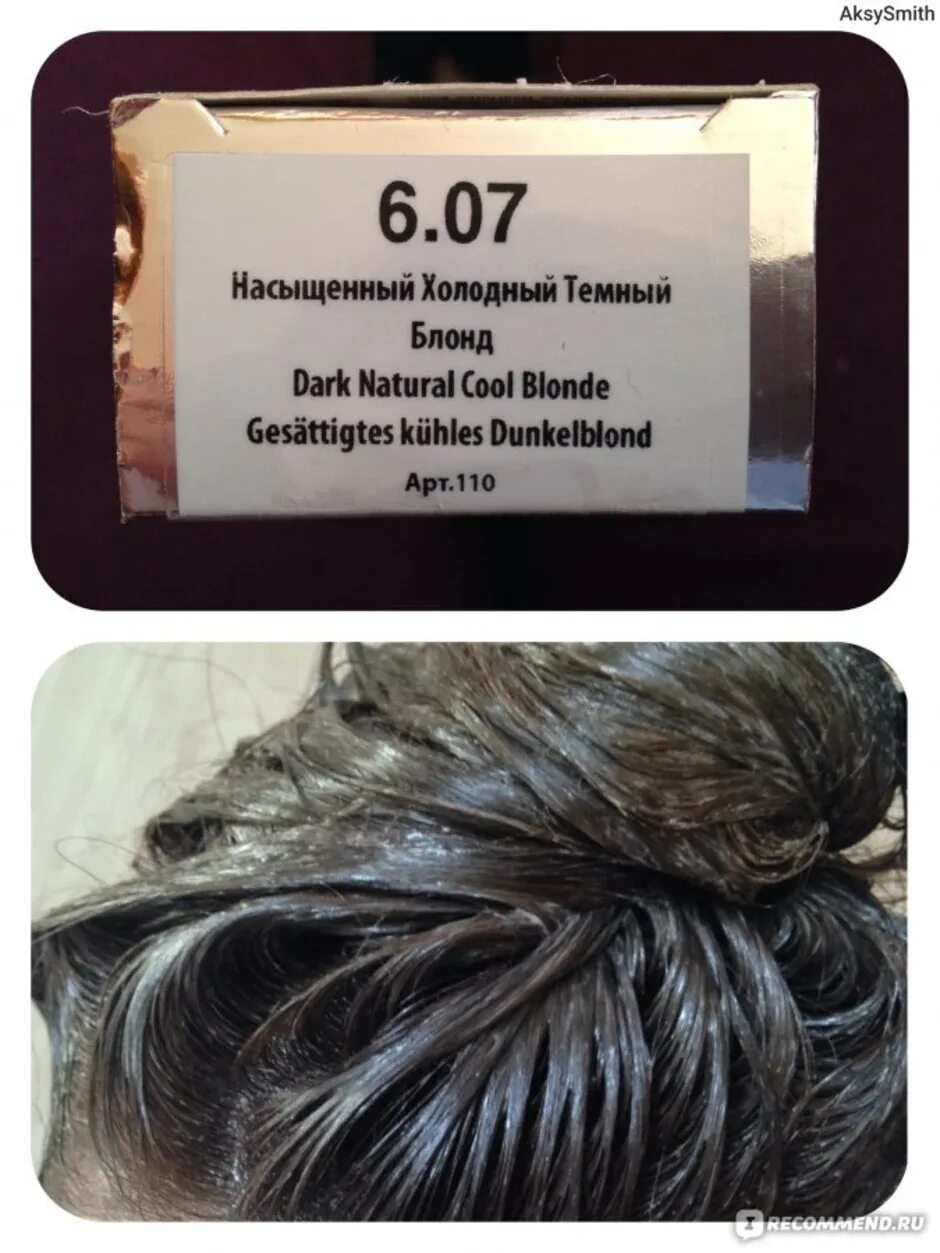 AksySmith
6.07
Насыщенный Холодный Темный
Блонд
Dark Natural Cool Blonde
Gesättigtes kühles Dunkelblond
Арт.110
RECOMMEND.RU